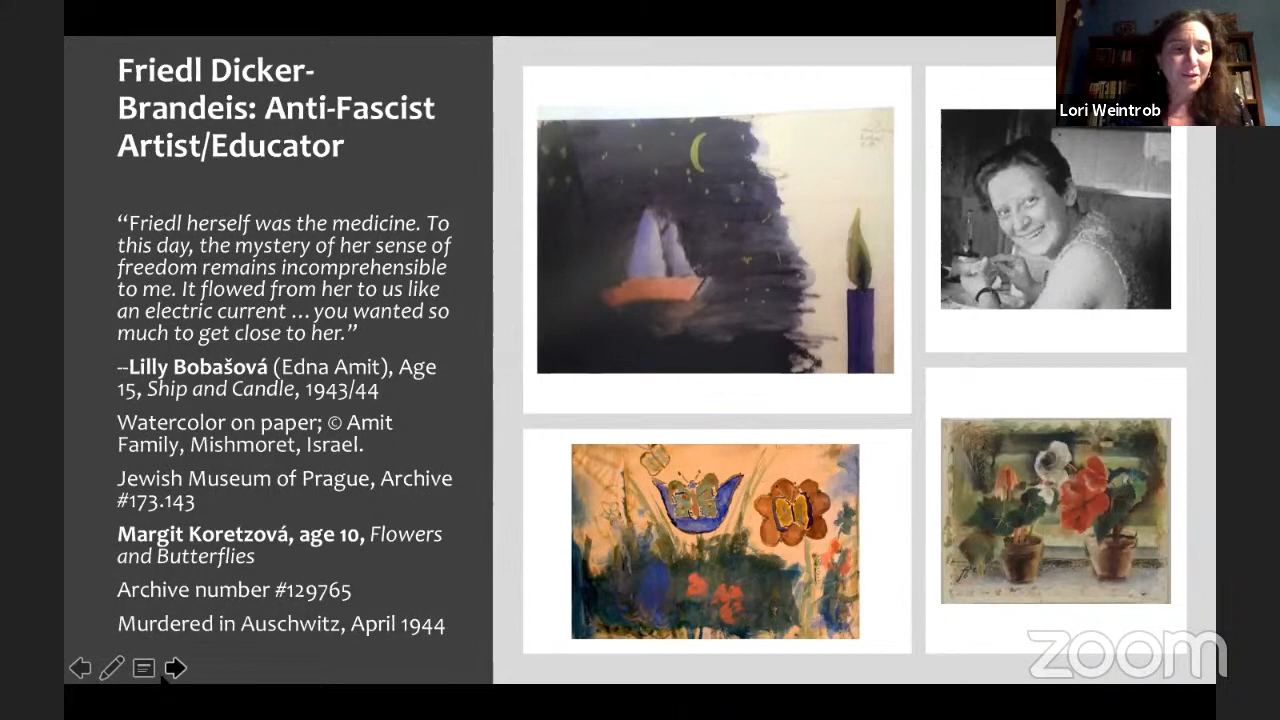 Friedl Dicker-
Brandeis: Anti-Fascist
Artist/Educator
“Friedl herself was the medicine. To
this day, the mystery of her sense of
freedom remains incomprehensible
to me. It flowed from her to us like
an electric current … you wanted so
much to get close to her.”
--Lilly Bobašová (Edna Amit), Age
15, Ship and Candle, 1943/44
Watercolor on paper; © Amit
Family, Mishmoret, Israel.
Jewish Museum of Prague, Archive
#173.143
Margit Koretzová, age 10, Flowers
and Butterflies
Archive number #129765
Murdered in Auschwitz, April 1944
Lori Weintrob
zoom